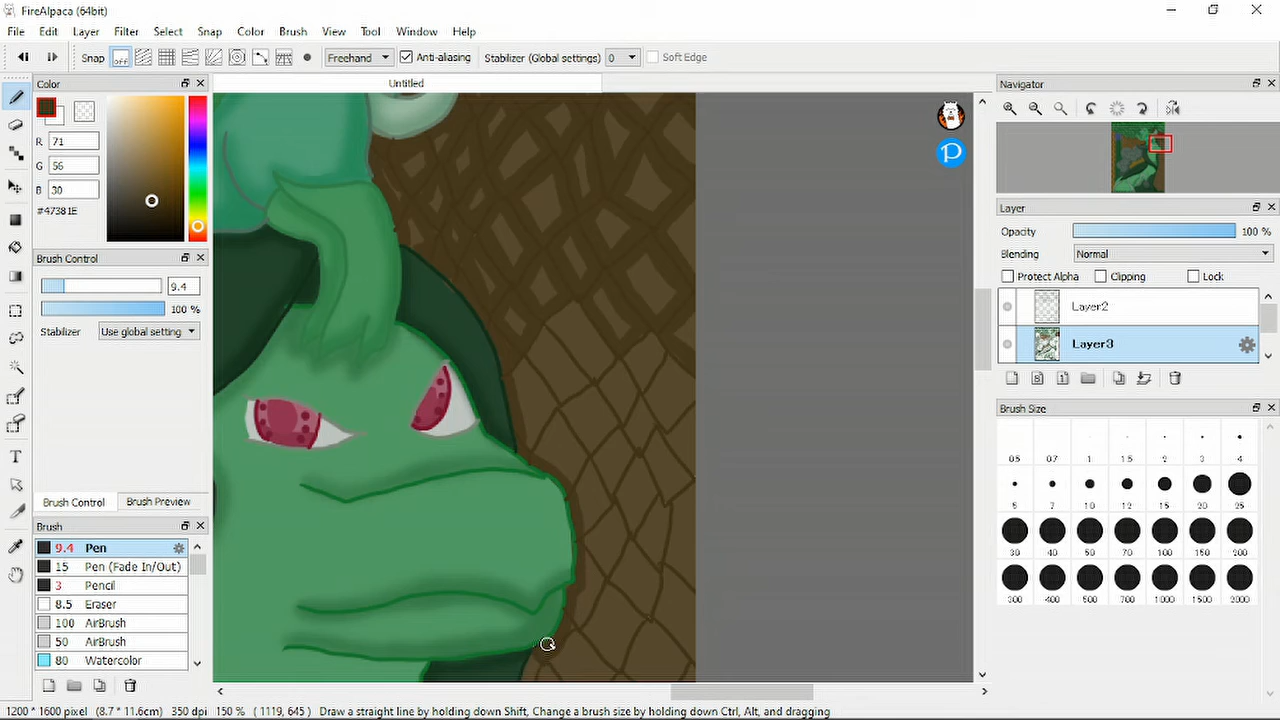 FireAlpaca (64bit)
File Edit Layer Filter Select Snap Color Brush View Tool Window Help
Snap off Freehand Anti-aliasing Stabilizer (Global settings) 0 Soft Edge
Color
Untitled
Navigator
R 71
G 56
B 30
#47381E
Brush Control
9.4
100 %
Stabilizer Use global setting
Brush Control Brush Preview
Brush
9.4 Pen
15 Pen (Fade In/Out)
3 Pencil
8.5 Eraser
100 AirBrush
50 AirBrush
80 Watercolor
P
Layer
Opacity 100 %
Blending Normal
Protect Alpha Clipping Lock
Layer2
Layer3
Brush Size
0.5 0.7 1 1.5 2 3 4
5 7 10 12 15 20 25
30 40 50 70 100 150 200
300 400 500 700 1000 1500 2000
1200 * 1600 pixel (8.7 * 11.6cm) 350 dpi 150 % ( 1119, 645 ) Draw a straight line by holding down Shift, Change a brush size by holding down Ctrl, Alt, and dragging